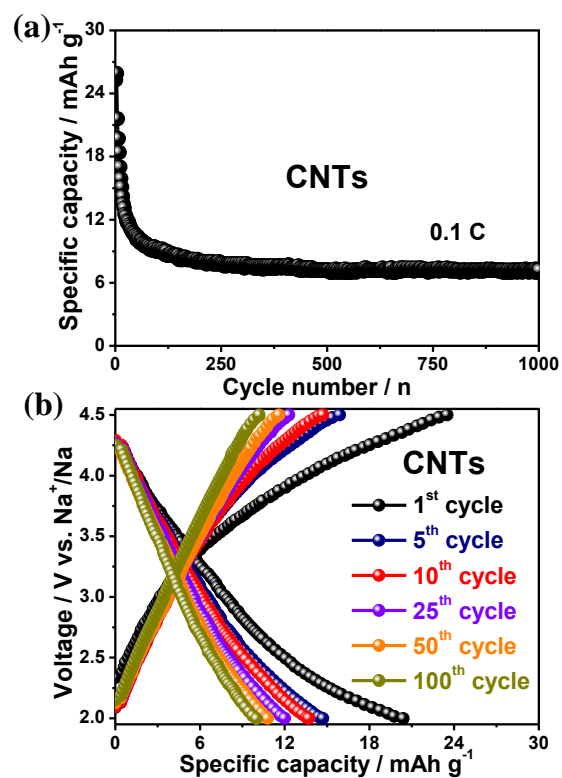 (a)
30
24
18
12
6
0
Specific capacity / mAh g⁻¹
CNTs
0.1 C
0 250 500 750 1000
Cycle number / n
(b)
4.5
4.0
3.5
3.0
2.5
2.0
Voltage / V vs. Na⁺/Na
CNTs
1ˢᵗ cycle
5ᵗʰ cycle
10ᵗʰ cycle
25ᵗʰ cycle
50ᵗʰ cycle
100ᵗʰ cycle
0 6 12 18 24 30
Specific capacity / mAh g⁻¹